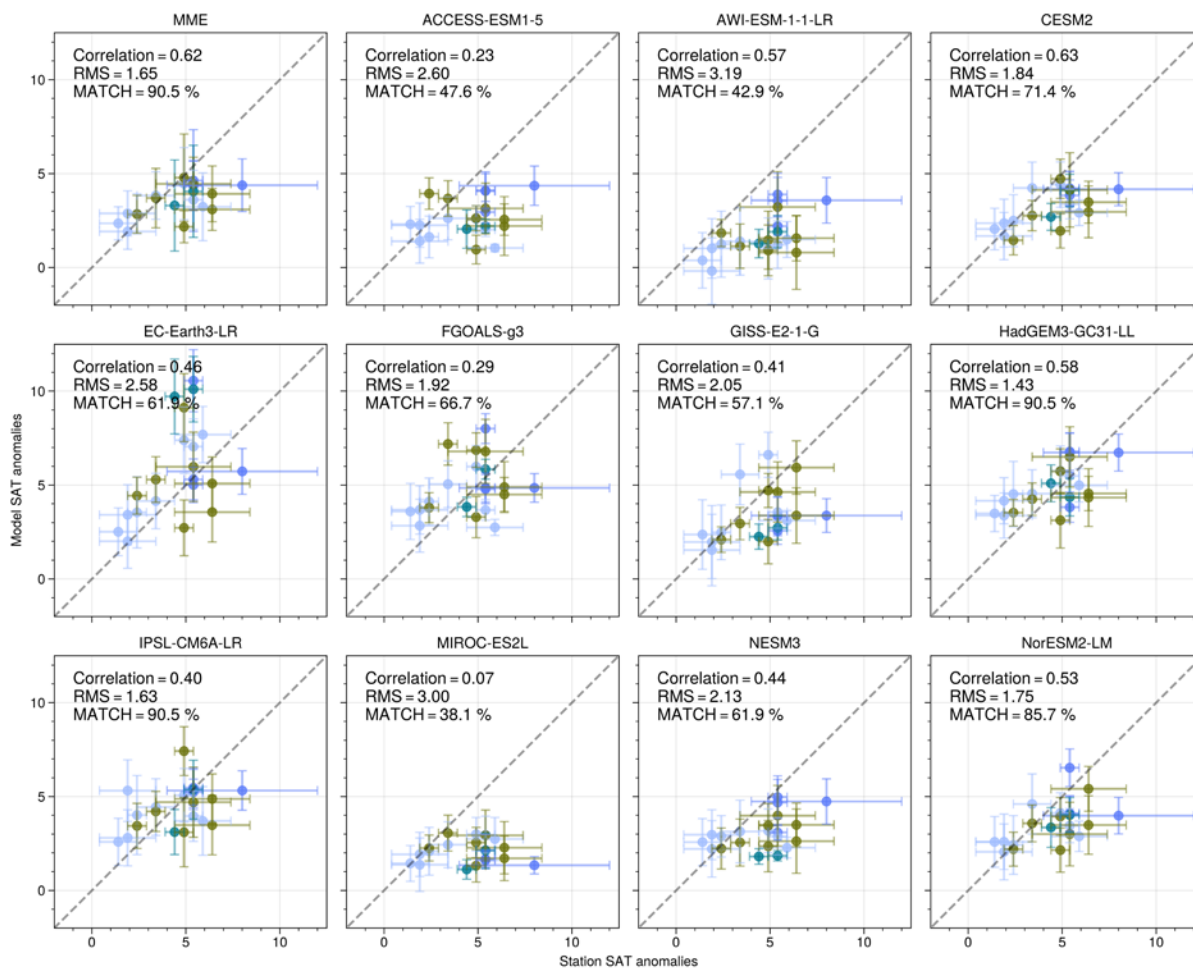 MME
Correlation = 0.62
RMS = 1.65
MATCH = 90.5 %
ACCESS-ESM1-5
Correlation = 0.23
RMS = 2.60
MATCH = 47.6 %
AWI-ESM-1-1-LR
Correlation = 0.57
RMS = 3.19
MATCH = 42.9 %
CESM2
Correlation = 0.63
RMS = 1.84
MATCH = 71.4 %
10
5
0
EC-Earth3-LR
Correlation = 0.46
RMS = 2.58
MATCH = 61.9 %
FGOALS-g3
Correlation = 0.29
RMS = 1.92
MATCH = 66.7 %
GISS-E2-1-G
Correlation = 0.41
RMS = 2.05
MATCH = 57.1 %
HadGEM3-GC31-LL
Correlation = 0.58
RMS = 1.43
MATCH = 90.5 %
10
5
0
Model SAT anomalies
IPSL-CM6A-LR
Correlation = 0.40
RMS = 1.63
MATCH = 90.5 %
MIROC-ES2L
Correlation = 0.07
RMS = 3.00
MATCH = 38.1 %
NESM3
Correlation = 0.44
RMS = 2.13
MATCH = 61.9 %
NorESM2-LM
Correlation = 0.53
RMS = 1.75
MATCH = 85.7 %
10
5
0
0 5 10
0 5 10
0 5 10
0 5 10
Station SAT anomalies